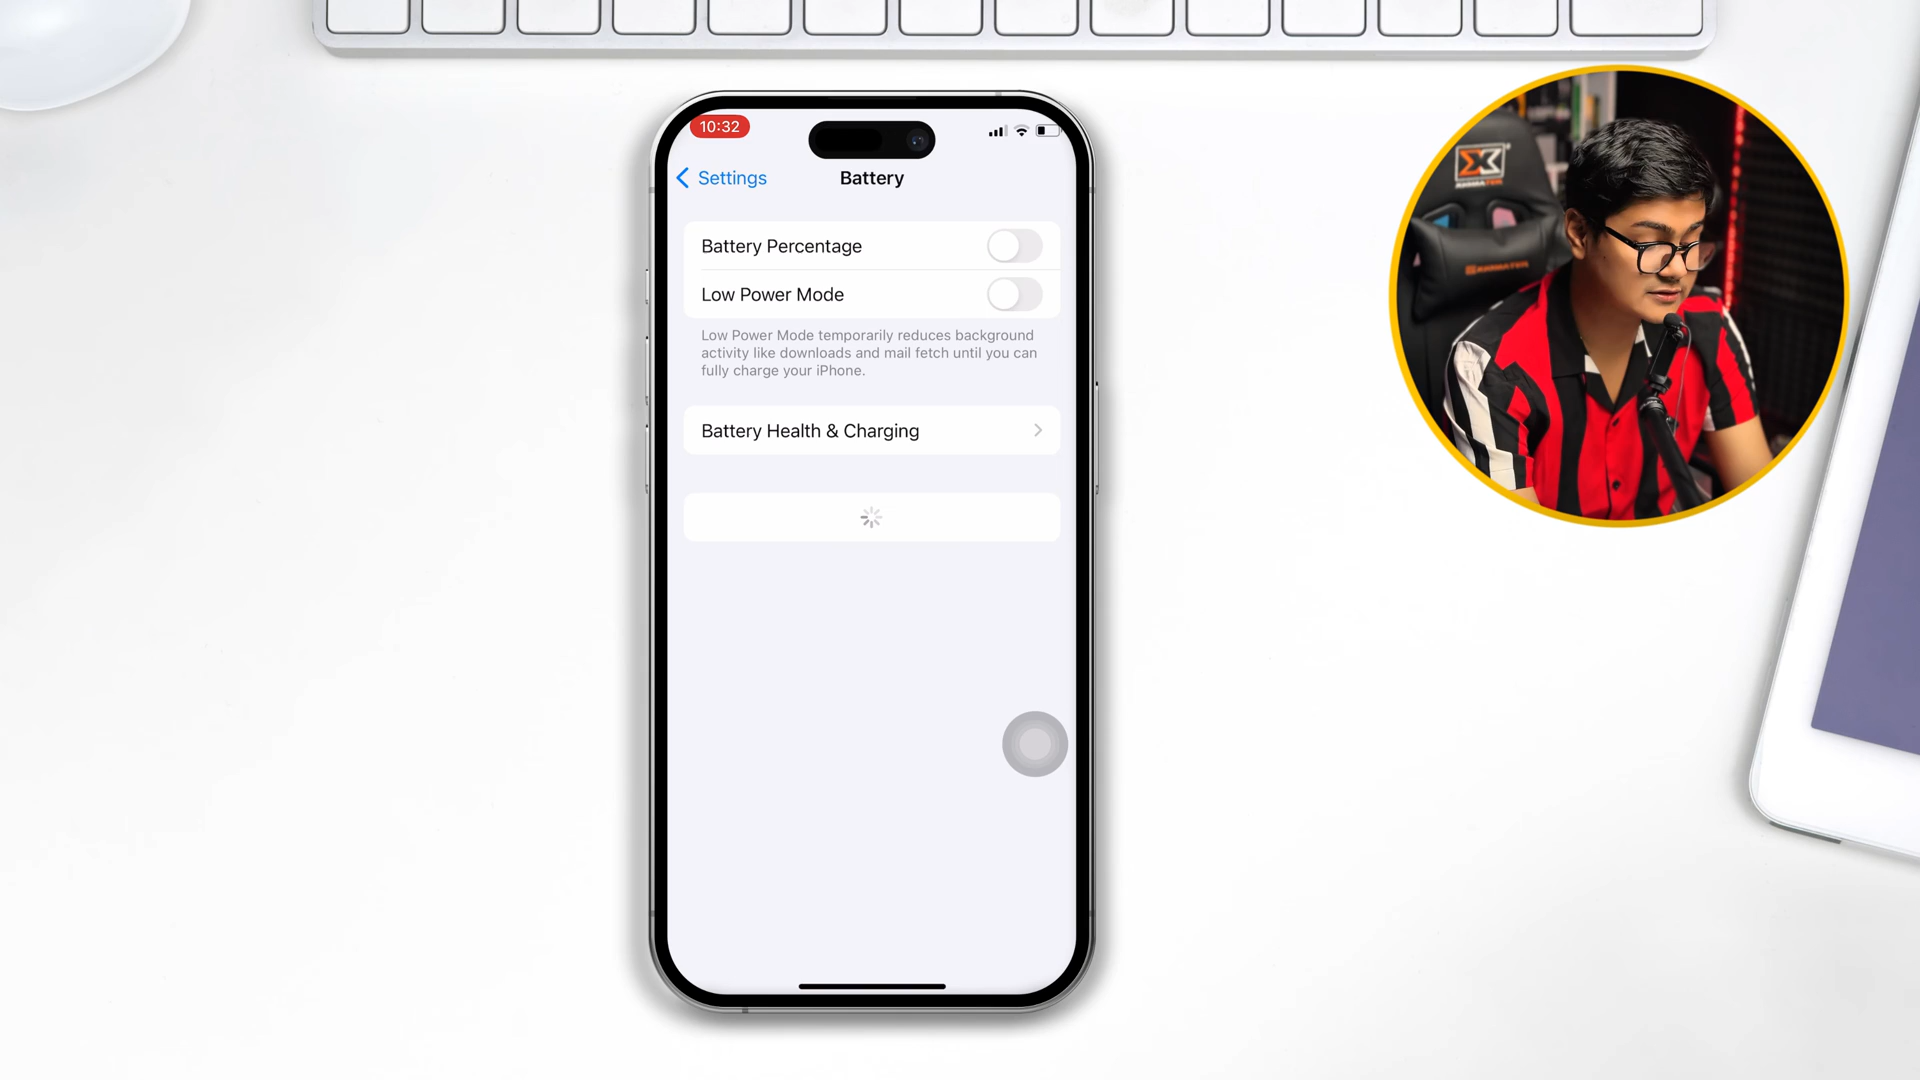 10:32
Settings
Battery
Battery Percentage
Low Power Mode
Low Power Mode temporarily reduces background
activity like downloads and mail fetch until you can
fully charge your iPhone.
Battery Health & Charging